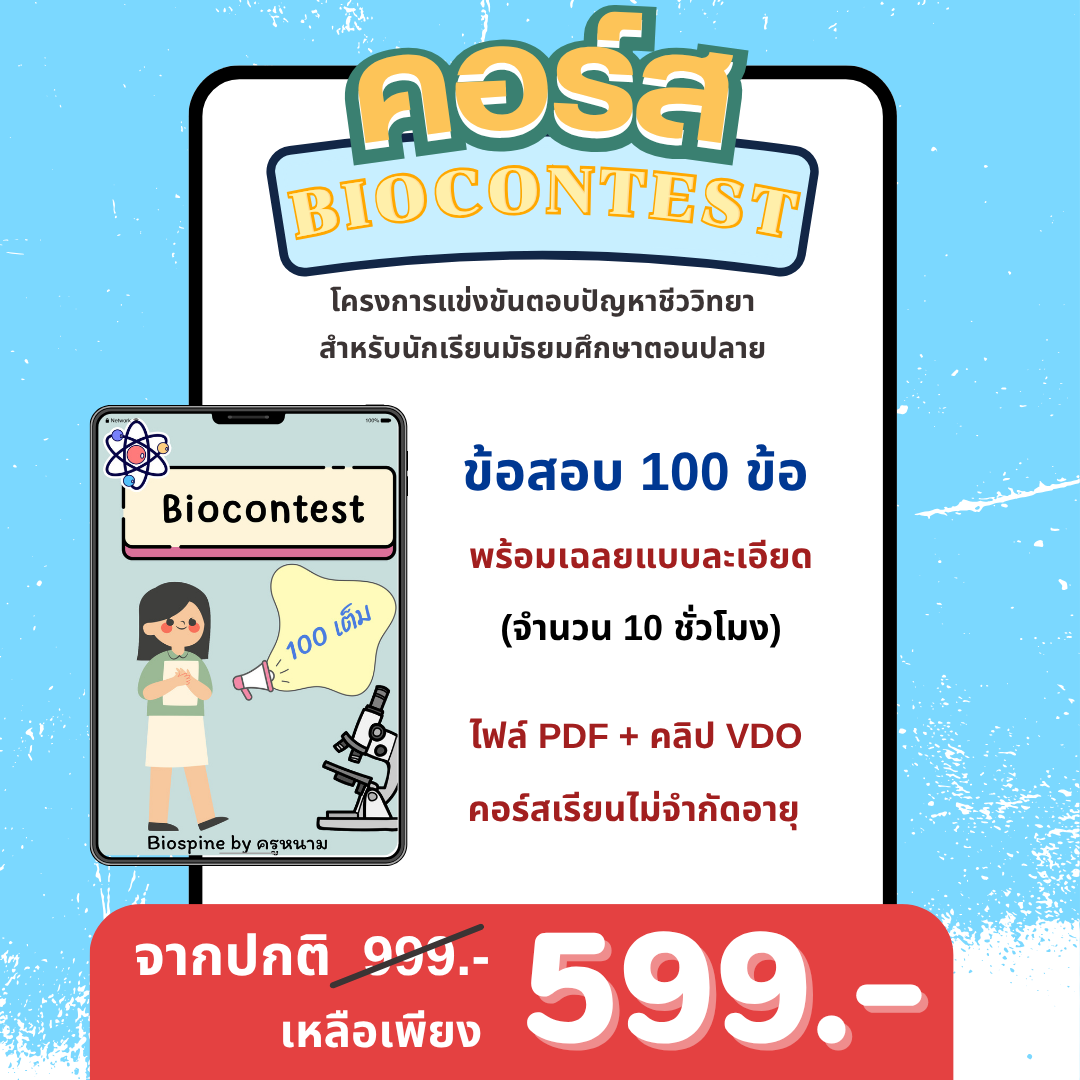 คอร์ส
BIOCONTEST
โครงการแข่งขันตอบปัญหาชีววิทยา
สำหรับนักเรียนมัธยมศึกษาตอนปลาย
Network
100%
Biocontest
100 เต็ม
Biospine by ครูหนาม
ข้อสอบ 100 ข้อ
พร้อมเฉลยแบบละเอียด
(จำนวน 10 ชั่วโมง)
ไฟล์ PDF + คลิป VDO
คอร์สเรียนไม่จำกัดอายุ
จากปกติ 999.-
เหลือเพียง
599.-